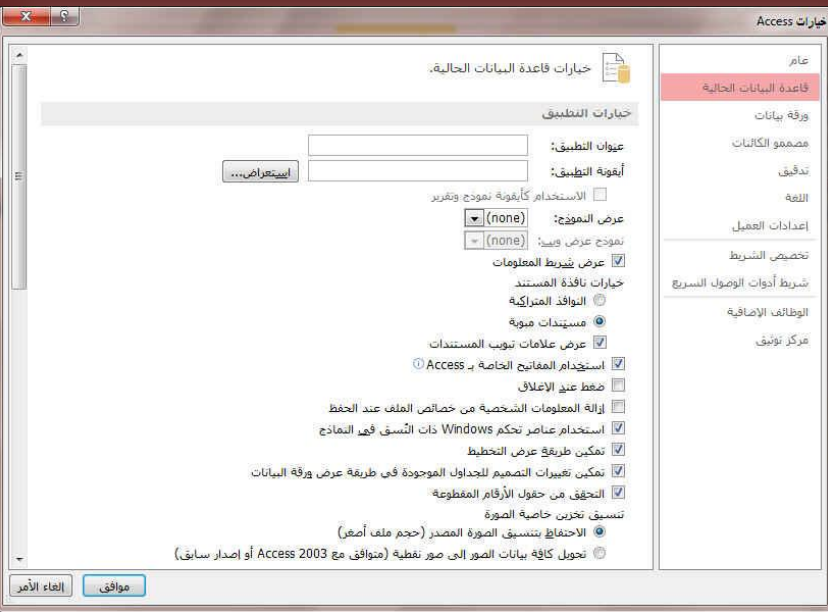 خيارات Access
عام
قاعدة البيانات الحالية
ورقة بيانات
مصممو الكائنات
تدقيق
اللغة
إعدادات العميل
تخصيص الشريط
شريط أدوات الوصول السريع
الوظائف الإضافية
مركز توثيق
خيارات قاعدة البيانات الحالية.
خيارات التطبيق
عنوان التطبيق:
أيقونة التطبيق: استعراض...
الاستخدام كأيقونة نموذج وتقرير
عرض النموذج: (none)
نموذج عرض ويب: (none)
عرض شريط المعلومات
خيارات نافذة المستند
النوافذ المتراكبة
مستندات مبوبة
عرض علامات تبويب المستندات
استخدام المفاتيح الخاصة بـ Access
ضغط عند الإغلاق
إزالة المعلومات الشخصية من خصائص الملف عند الحفظ
استخدام عناصر تحكم Windows ذات النّسق في النماذج
تمكين طريقة عرض التخطيط
تمكين تغييرات التصميم للجداول الموجودة في طريقة عرض ورقة البيانات
التحقق من حقول الأرقام المقطوعة
تنسيق تخزين خاصية الصورة
الاحتفاظ بتنسيق الصورة المصدر (حجم ملف أصغر)
تحويل كافة بيانات الصور إلى صور نقطية (متوافق مع Access 2003 أو إصدار سابق)
موافق إلغاء الأمر